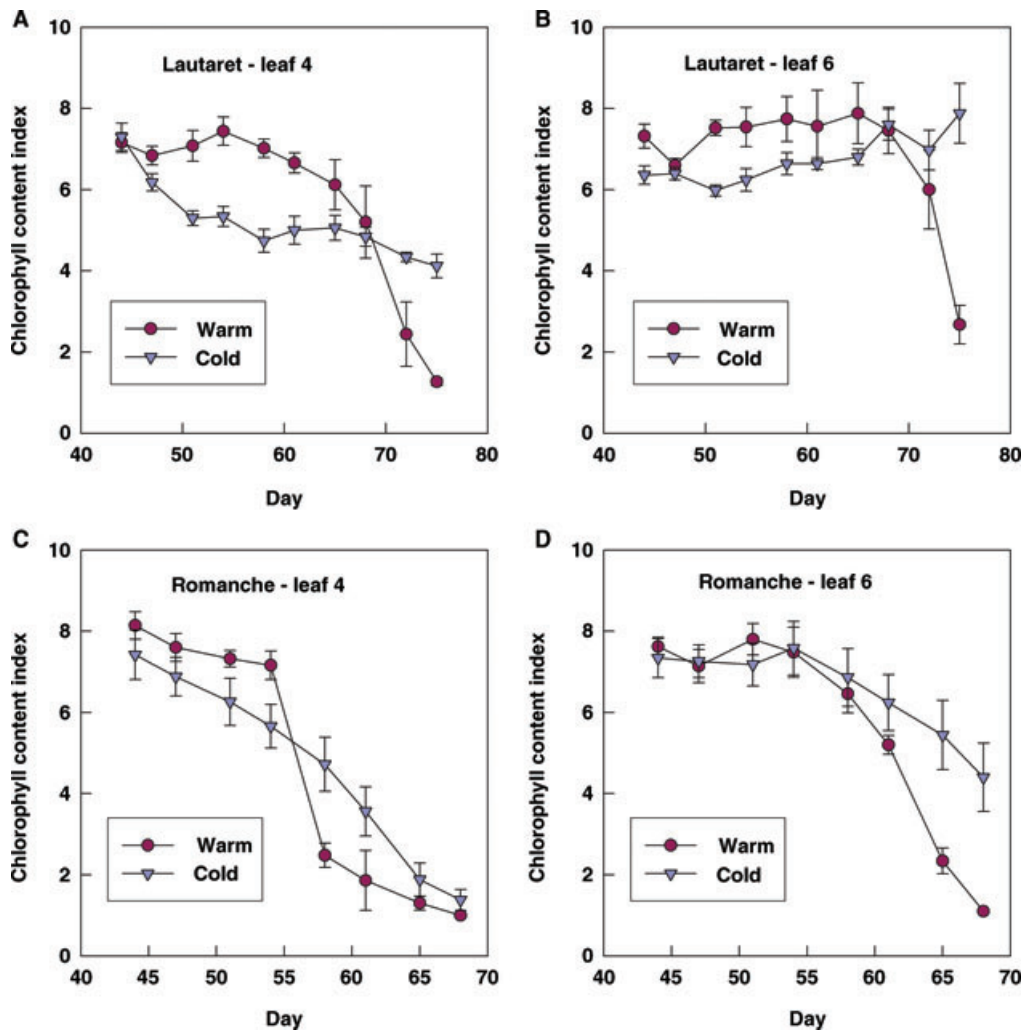 A
Lautaret - leaf 4
Chlorophyll content index
10
8
6
4
2
0
Warm
Cold
40 50 60 70 80
Day
B
Lautaret - leaf 6
Chlorophyll content index
10
8
6
4
2
0
Warm
Cold
40 50 60 70 80
Day
C
Romanche - leaf 4
Chlorophyll content index
10
8
6
4
2
0
Warm
Cold
40 45 50 55 60 65 70
Day
D
Romanche - leaf 6
Chlorophyll content index
10
8
6
4
2
0
Warm
Cold
40 45 50 55 60 65 70
Day